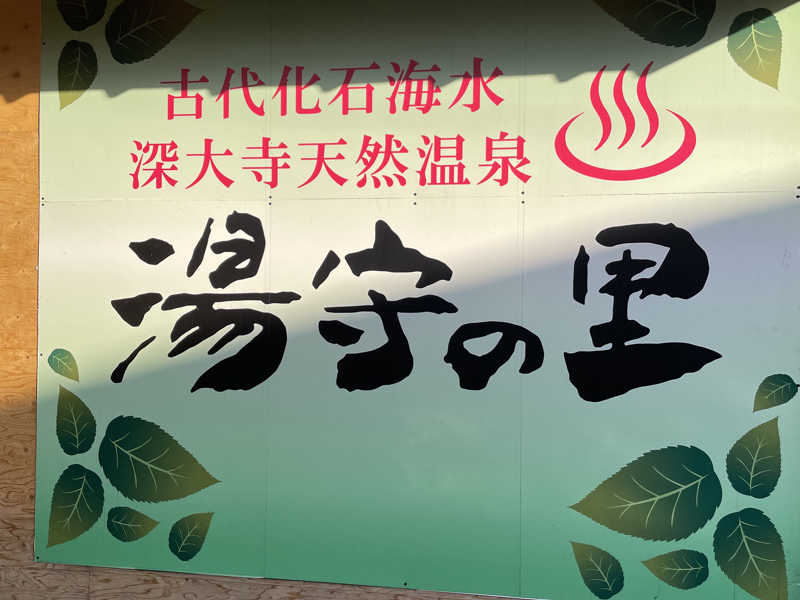 古代化石海水
深大寺天然温泉
湯守の里